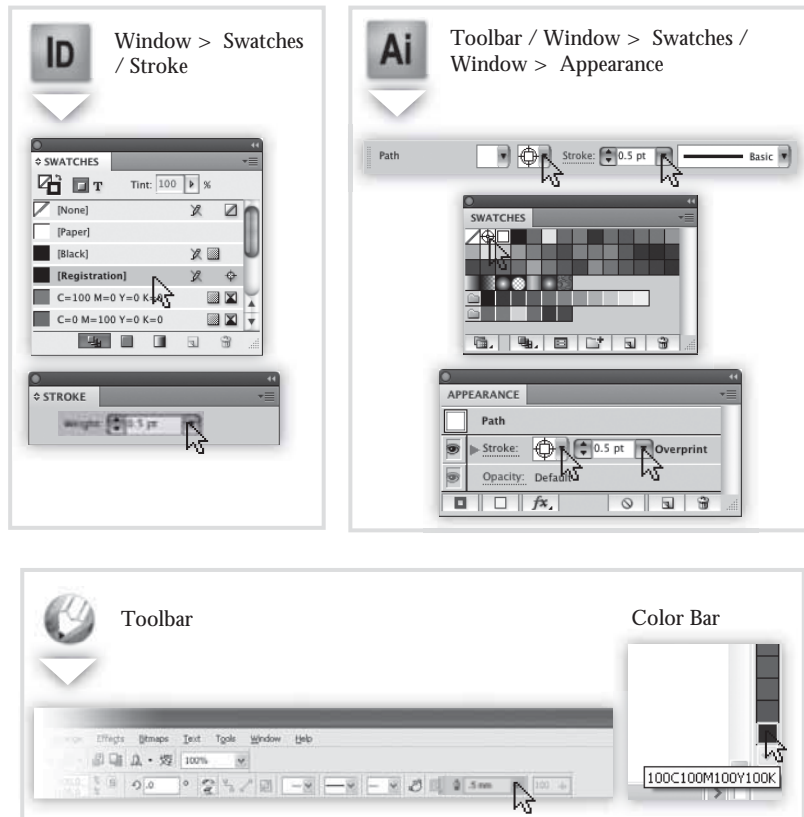 ID
Window > Swatches
/ Stroke
SWATCHES
T Tint: 100 %
[None]
[Paper]
[Black]
[Registration]
C=100 M=0 Y=0 K=0
C=0 M=100 Y=0 K=0
STROKE
Weight: 0.5 pt
Ai
Toolbar / Window > Swatches /
Window > Appearance
Path Stroke: 0.5 pt Basic
SWATCHES
APPEARANCE
Path
Stroke: 0.5 pt Overprint
Opacity: Default
fx
Toolbar
Effects Bitmaps Text Tools Window Help
100%
.0 ° .5 mm 100
Color Bar
100C100M100Y100K